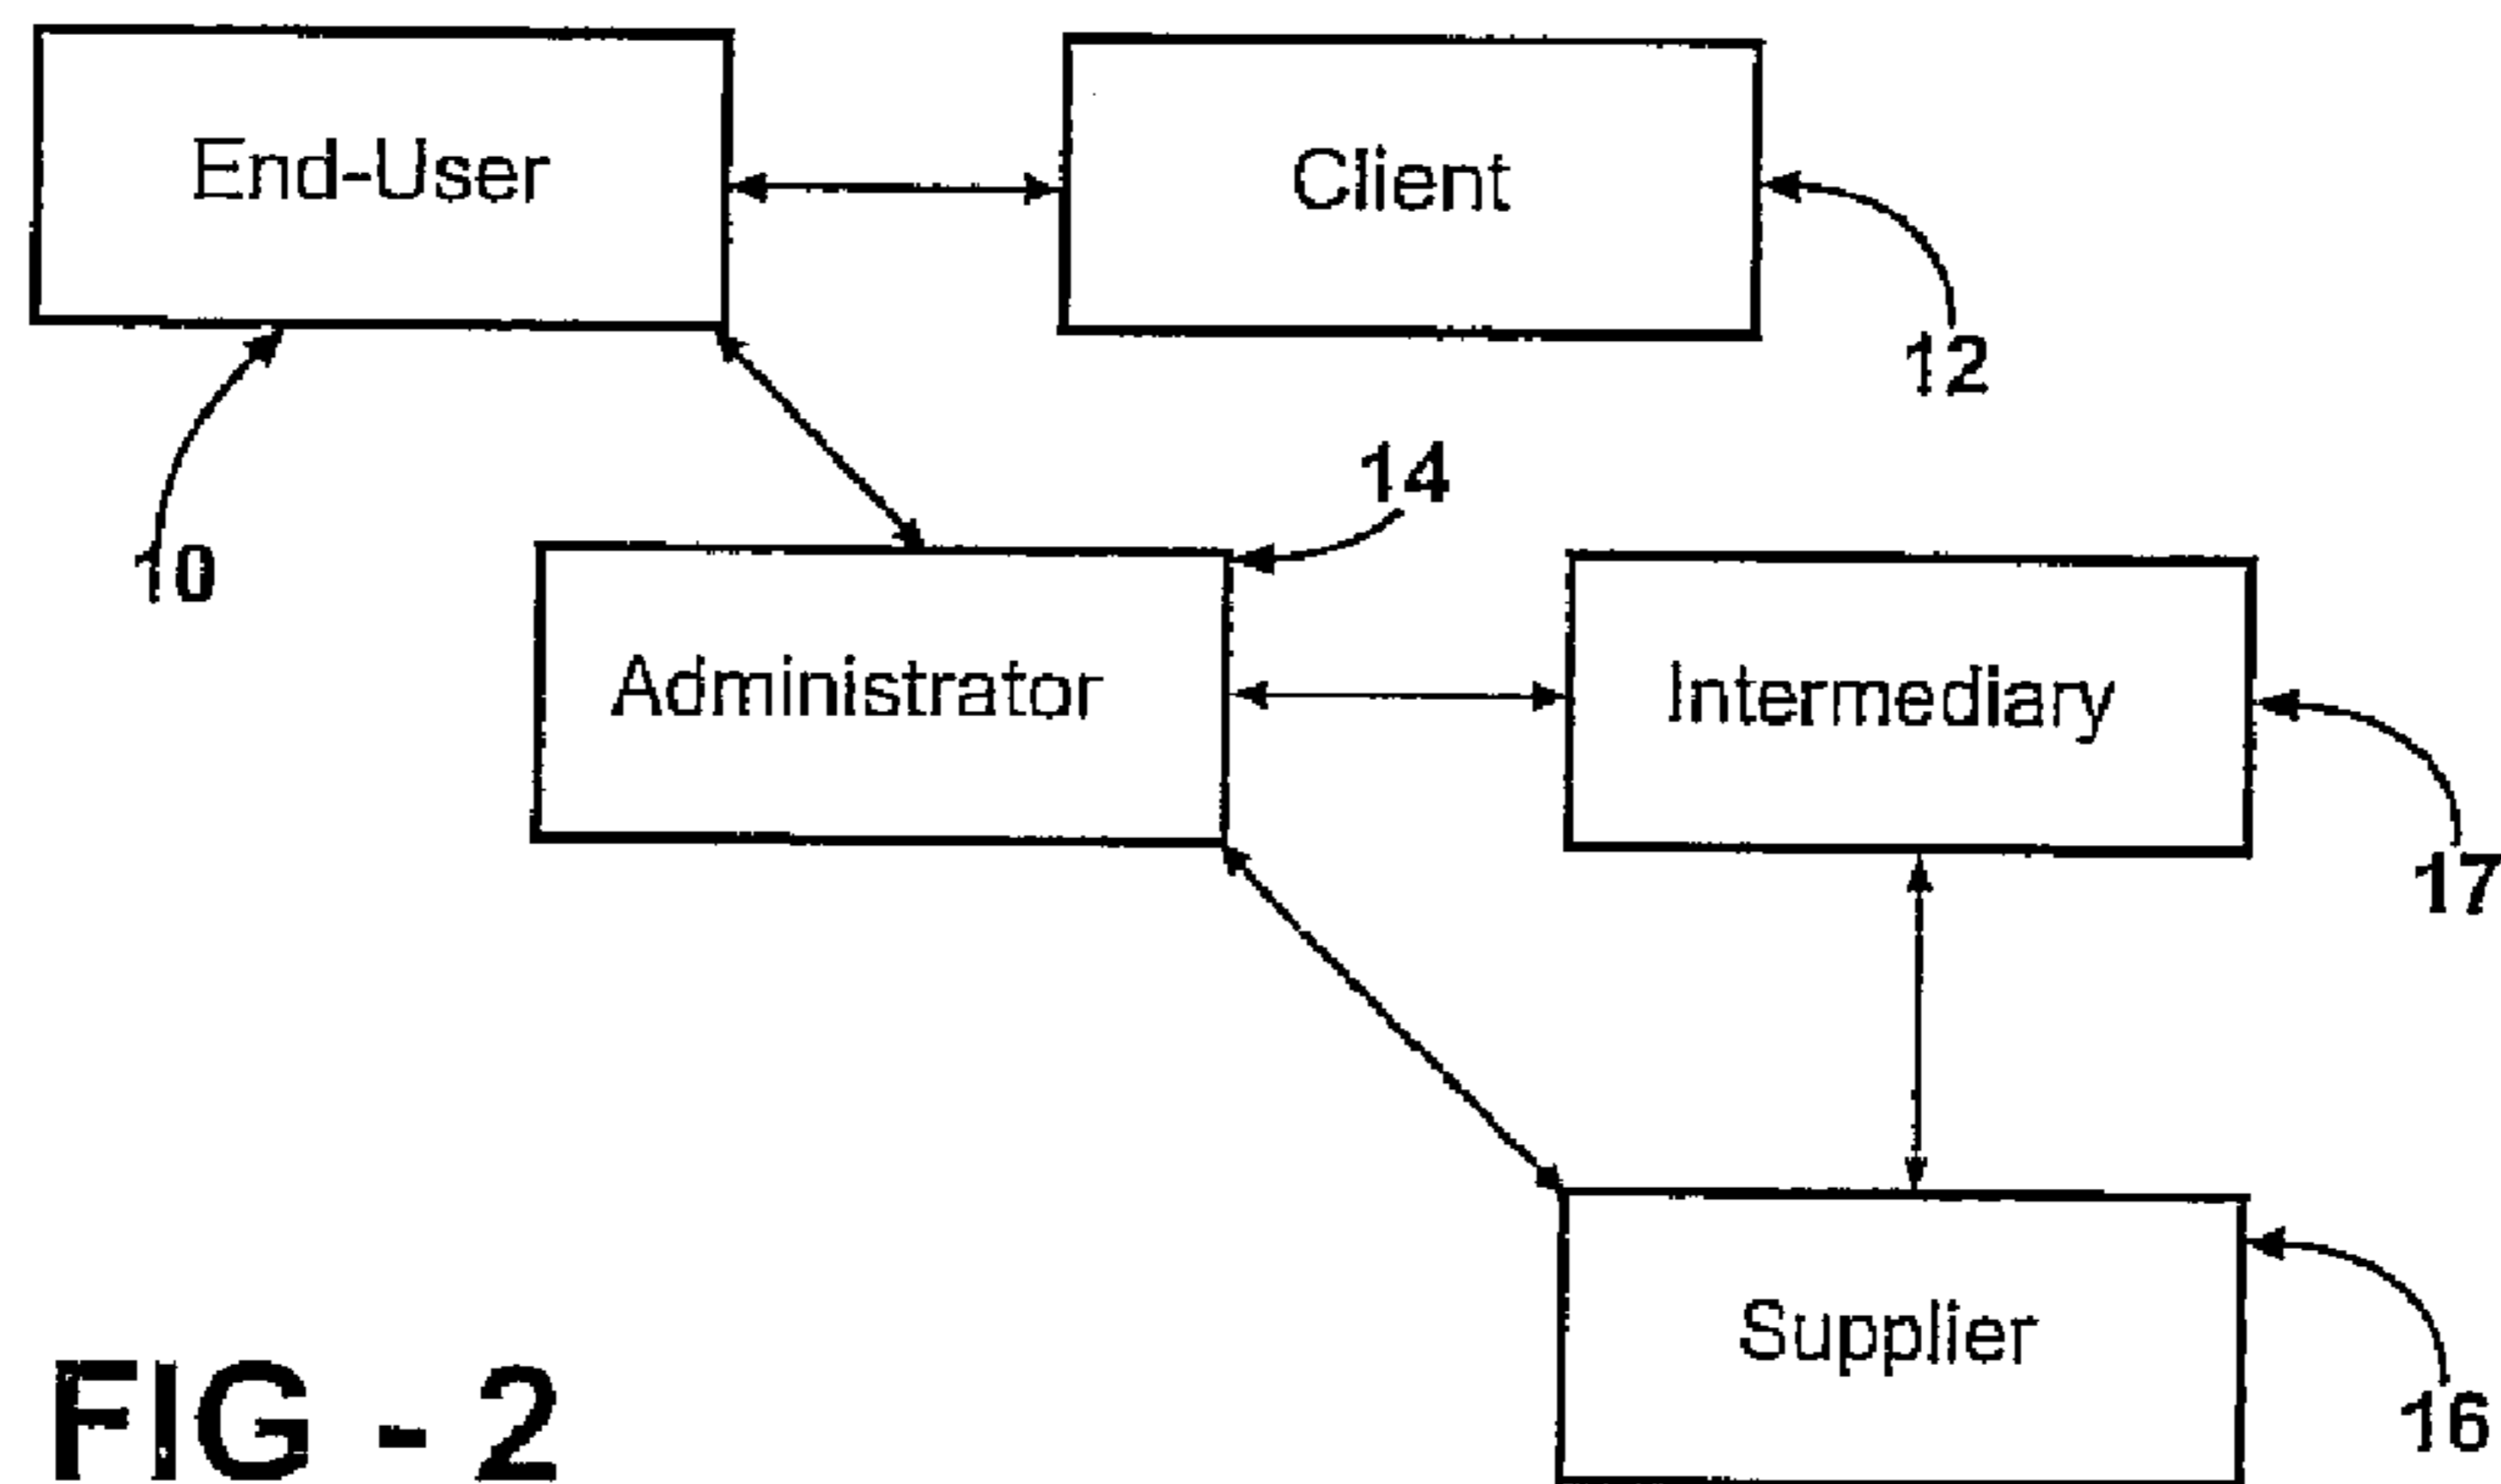 End-User
Client
12
14
10
Administrator
Intermediary
17
Supplier
16
FIG - 2